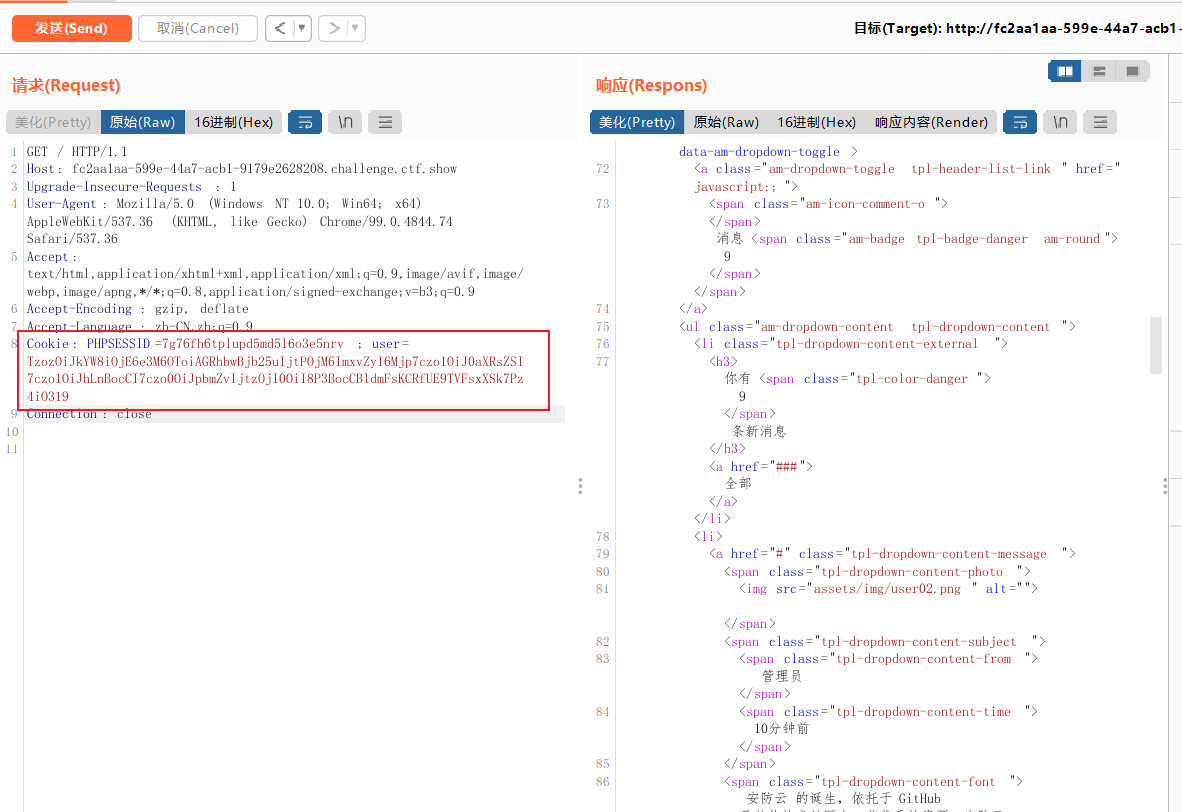 发送(Send)
取消(Cancel)
<
>
目标(Target): http://fc2aa1aa-599e-44a7-acb1-
请求(Request)
美化(Pretty)
原始(Raw)
16进制(Hex)
\n
1 GET / HTTP/1.1
2 Host: fc2aa1aa-599e-44a7-acb1-9179e2628208.challenge.ctf.show
3 Upgrade-Insecure-Requests : 1
4 User-Agent : Mozilla/5.0 (Windows NT 10.0; Win64; x64)
AppleWebKit/537.36 (KHTML, like Gecko) Chrome/99.0.4844.74
Safari/537.36
5 Accept :
text/html,application/xhtml+xml,application/xml;q=0.9,image/avif,image/
webp,image/apng,*/*;q=0.8,application/signed-exchange;v=b3;q=0.9
6 Accept-Encoding : gzip, deflate
7 Accept-Language : zh-CN,zh;q=0.9
8 Cookie : PHPSESSID =7g76fh6tplupd5md5l6o3e5nrv ; user=
9 Connection : close
10
11
响应(Respons)
美化(Pretty)
原始(Raw)
16进制(Hex)
响应内容(Render)
\n
data-am-dropdown-toggle >
72 <a class="am-dropdown-toggle tpl-header-list-link " href="
javascript:; ">
73 <span class="am-icon-comment-o ">
</span>
消息 <span class="am-badge tpl-badge-danger am-round ">
9
</span>
</span>
74 </a>
75 <ul class="am-dropdown-content tpl-dropdown-content ">
76 <li class="tpl-dropdown-content-external ">
77 <h3>
你有 <span class="tpl-color-danger ">
9
</span>
条新消息
</h3>
<a href="###">
全部
</a>
</li>
78 <li>
79 <a href="#" class="tpl-dropdown-content-message ">
80 <span class="tpl-dropdown-content-photo ">
81 <img src="assets/img/user02.png " alt="">
</span>
82 <span class="tpl-dropdown-content-subject ">
83 <span class="tpl-dropdown-content-from ">
管理员
</span>
84 <span class="tpl-dropdown-content-time ">
10分钟前
</span>
85 </span>
86 <span class="tpl-dropdown-content-font ">
安防云 的诞生，依托于 GitHub